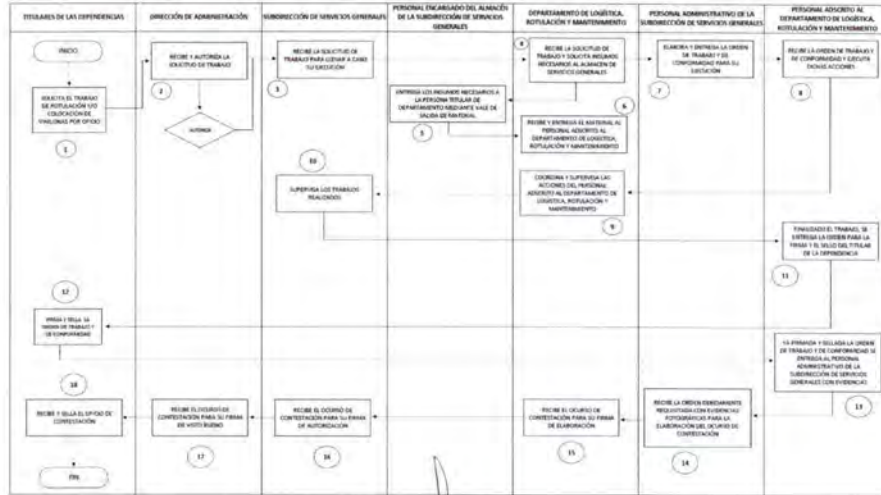 TITULARES DE LAS DEPENDENCIAS
DIRECCIÓN DE ADMINISTRACIÓN
SUBDIRECCIÓN DE SERVICIOS GENERALES
PERSONAL ENCARGADO DEL ALMACÉN
DE LA SUBDIRECCIÓN DE SERVICIOS
GENERALES
DEPARTAMENTO DE LOGÍSTICA,
ROTULACIÓN Y MANTENIMIENTO
PERSONAL ADMINISTRATIVO DE LA
SUBDIRECCIÓN DE SERVICIOS GENERALES
PERSONAL ADSCRITO AL
DEPARTAMENTO DE LOGÍSTICA,
ROTULACIÓN Y MANTENIMIENTO
INICIO
SOLICITA EL TRABAJO
DE ROTULACIÓN Y/O
COLOCACIÓN DE
MAMPARAS POR OFICIO
1
RECIBE Y AUTORIZA LA
SOLICITUD DE TRABAJO
2
AUTORIZA
RECIBE LA SOLICITUD DE
TRABAJO PARA LLEVAR A CABO SU
EJECUCIÓN
3
4
RECIBE LA SOLICITUD DE
TRABAJO Y SOLICITA INSUMOS
NECESARIOS AL ALMACÉN DE
SERVICIOS GENERALES
ENTREGA LOS INSUMOS NECESARIOS A
LA PERSONA TITULAR DE
DEPARTAMENTO MEDIANTE VALE DE
SALIDA DE MATERIAL
5
6
RECIBE Y ENTREGA EL MATERIAL AL
PERSONAL ADSCRITO AL
DEPARTAMENTO DE LOGÍSTICA,
ROTULACIÓN Y MANTENIMIENTO
ELABORA Y ENTREGA LA ORDEN
DE TRABAJO Y DE
CONFORMIDAD PARA SU
EJECUCIÓN
7
RECIBE LA ORDEN DE TRABAJO Y
DE CONFORMIDAD Y EJECUTA
DICHAS ACCIONES
8
COORDINA Y SUPERVISA LAS
ACCIONES DEL PERSONAL
ADSCRITO AL DEPARTAMENTO DE
LOGÍSTICA, ROTULACIÓN Y
MANTENIMIENTO
9
10
SUPERVISA LOS TRABAJOS
REALIZADOS
FINALIZADO EL TRABAJO, SE
ENTREGA LA ORDEN PARA LA
FIRMA Y EL SELLO DEL TITULAR
DE LA DEPENDENCIA
11
12
FIRMA Y SELLA LA
ORDEN DE TRABAJO Y
DE CONFORMIDAD
YA FIRMADA Y SELLADA LA ORDEN
DE TRABAJO Y DE CONFORMIDAD SE
ENTREGA AL PERSONAL
ADMINISTRATIVO DE LA
SUBDIRECCIÓN DE SERVICIOS
GENERALES CON EVIDENCIAS
13
RECIBE LA ORDEN DEBIDAMENTE
REQUISITADA CON EVIDENCIAS
FOTOGRÁFICAS PARA LA
ELABORACIÓN DEL OCURSO DE
CONTESTACIÓN
14
RECIBE EL OCURSO DE
CONTESTACIÓN PARA SU FIRMA DE
ELABORACIÓN
15
RECIBE EL OCURSO DE
CONTESTACIÓN PARA SU FIRMA
DE AUTORIZACIÓN
16
RECIBE EL OCURSO DE
CONTESTACIÓN PARA SU FIRMA
DE VISTO BUENO
17
18
RECIBE Y SELLA EL OFICIO DE
CONTESTACIÓN
FIN